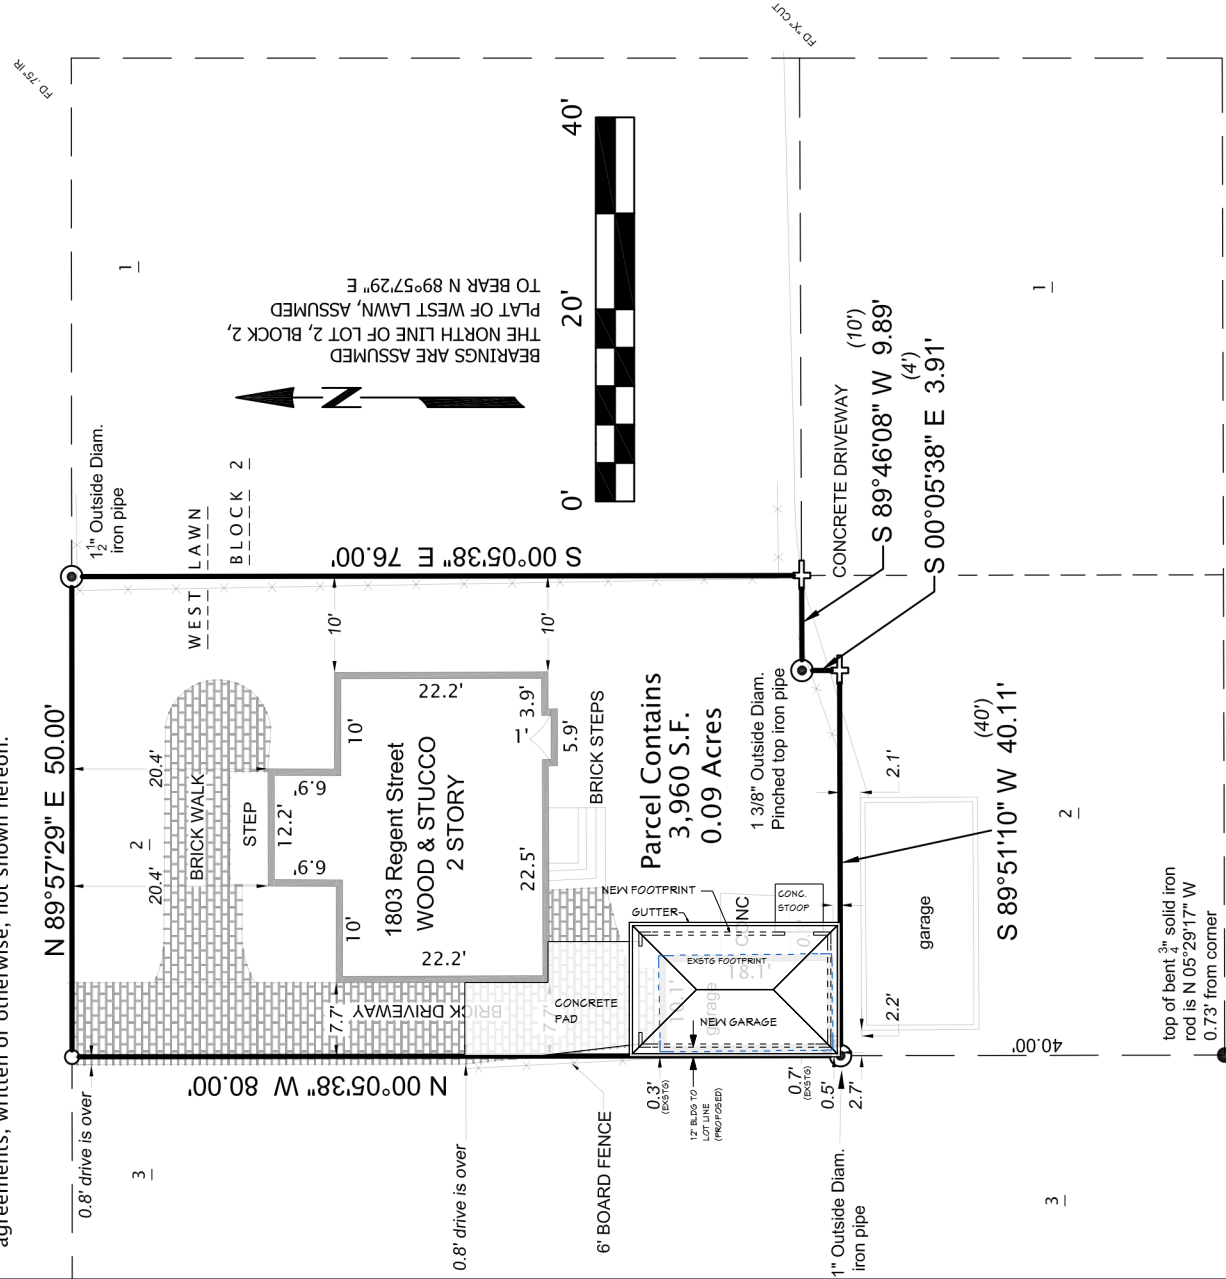 agreements, written or otherwise, not shown hereon.
FD .75" IR
FD "X" CUT
N 89°57'29" E 50.00'
1½" Outside Diam.
iron pipe
WEST LAWN
BLOCK 2
1
BEARINGS ARE ASSUMED
THE NORTH LINE OF LOT 2, BLOCK 2,
PLAT OF WEST LAWN, ASSUMED
TO BEAR N 89°57'29" E
N
0'
20'
40'
S 00°05'38" E 76.00'
N 00°05'38" W 80.00'
0.8' drive is over
3
20.4'
20.4'
2
BRICK WALK
STEP
12.2'
6.9'
6.9'
10'
10'
10'
10'
22.2'
22.2'
1803 Regent Street
WOOD & STUCCO
2 STORY
22.5'
1'
3.9'
5.9'
BRICK STEPS
7.7'
BRICK DRIVEWAY
7.7'
CONCRETE
PAD
0.8' drive is over
6' BOARD FENCE
Parcel Contains
3,960 S.F.
0.09 Acres
1 3/8" Outside Diam.
Pinched top iron pipe
NEW FOOTPRINT
GUTTER
CONC
CONC.
STOOP
EXSTG FOOTPRINT
18.1'
garage
NEW GARAGE
0.3'
(EXSTG)
12" BLDG TO
LOT LINE
(PROPOSED)
0.7'
(EXSTG)
0.5'
2.7'
1" Outside Diam.
iron pipe
CONCRETE DRIVEWAY
(10')
S 89°46'08" W 9.89'
(4')
S 00°05'38" E 3.91'
2.1'
2.2'
garage
(40')
S 89°51'10" W 40.11'
1
2
3
40.00'
top of bent ¾" solid iron
rod is N 05°29'17" W
0.73' from corner